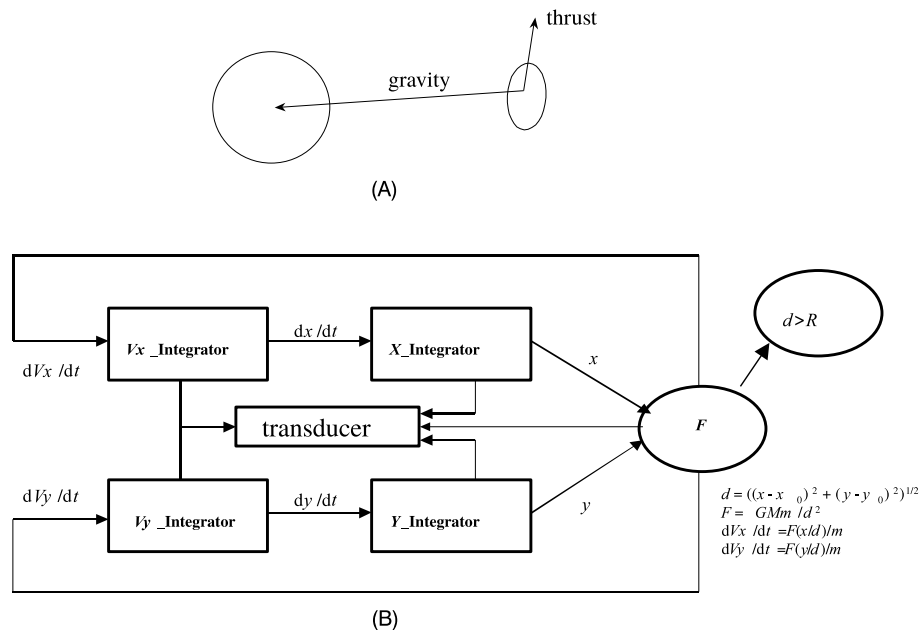 thrust
gravity
(A)
dx/dt
d>R
Vx _Integrator
X_Integrator
dVx /dt
x
transducer
F
dVy /dt
dy/dt
y
Vy _Integrator
Y_Integrator
d = ((x - x 0) 2 + (y - y 0) 2)1/2
F = GMm / d 2
dVx /dt =F(x/d)/m
dVy /dt =F(y/d)/m
(B)